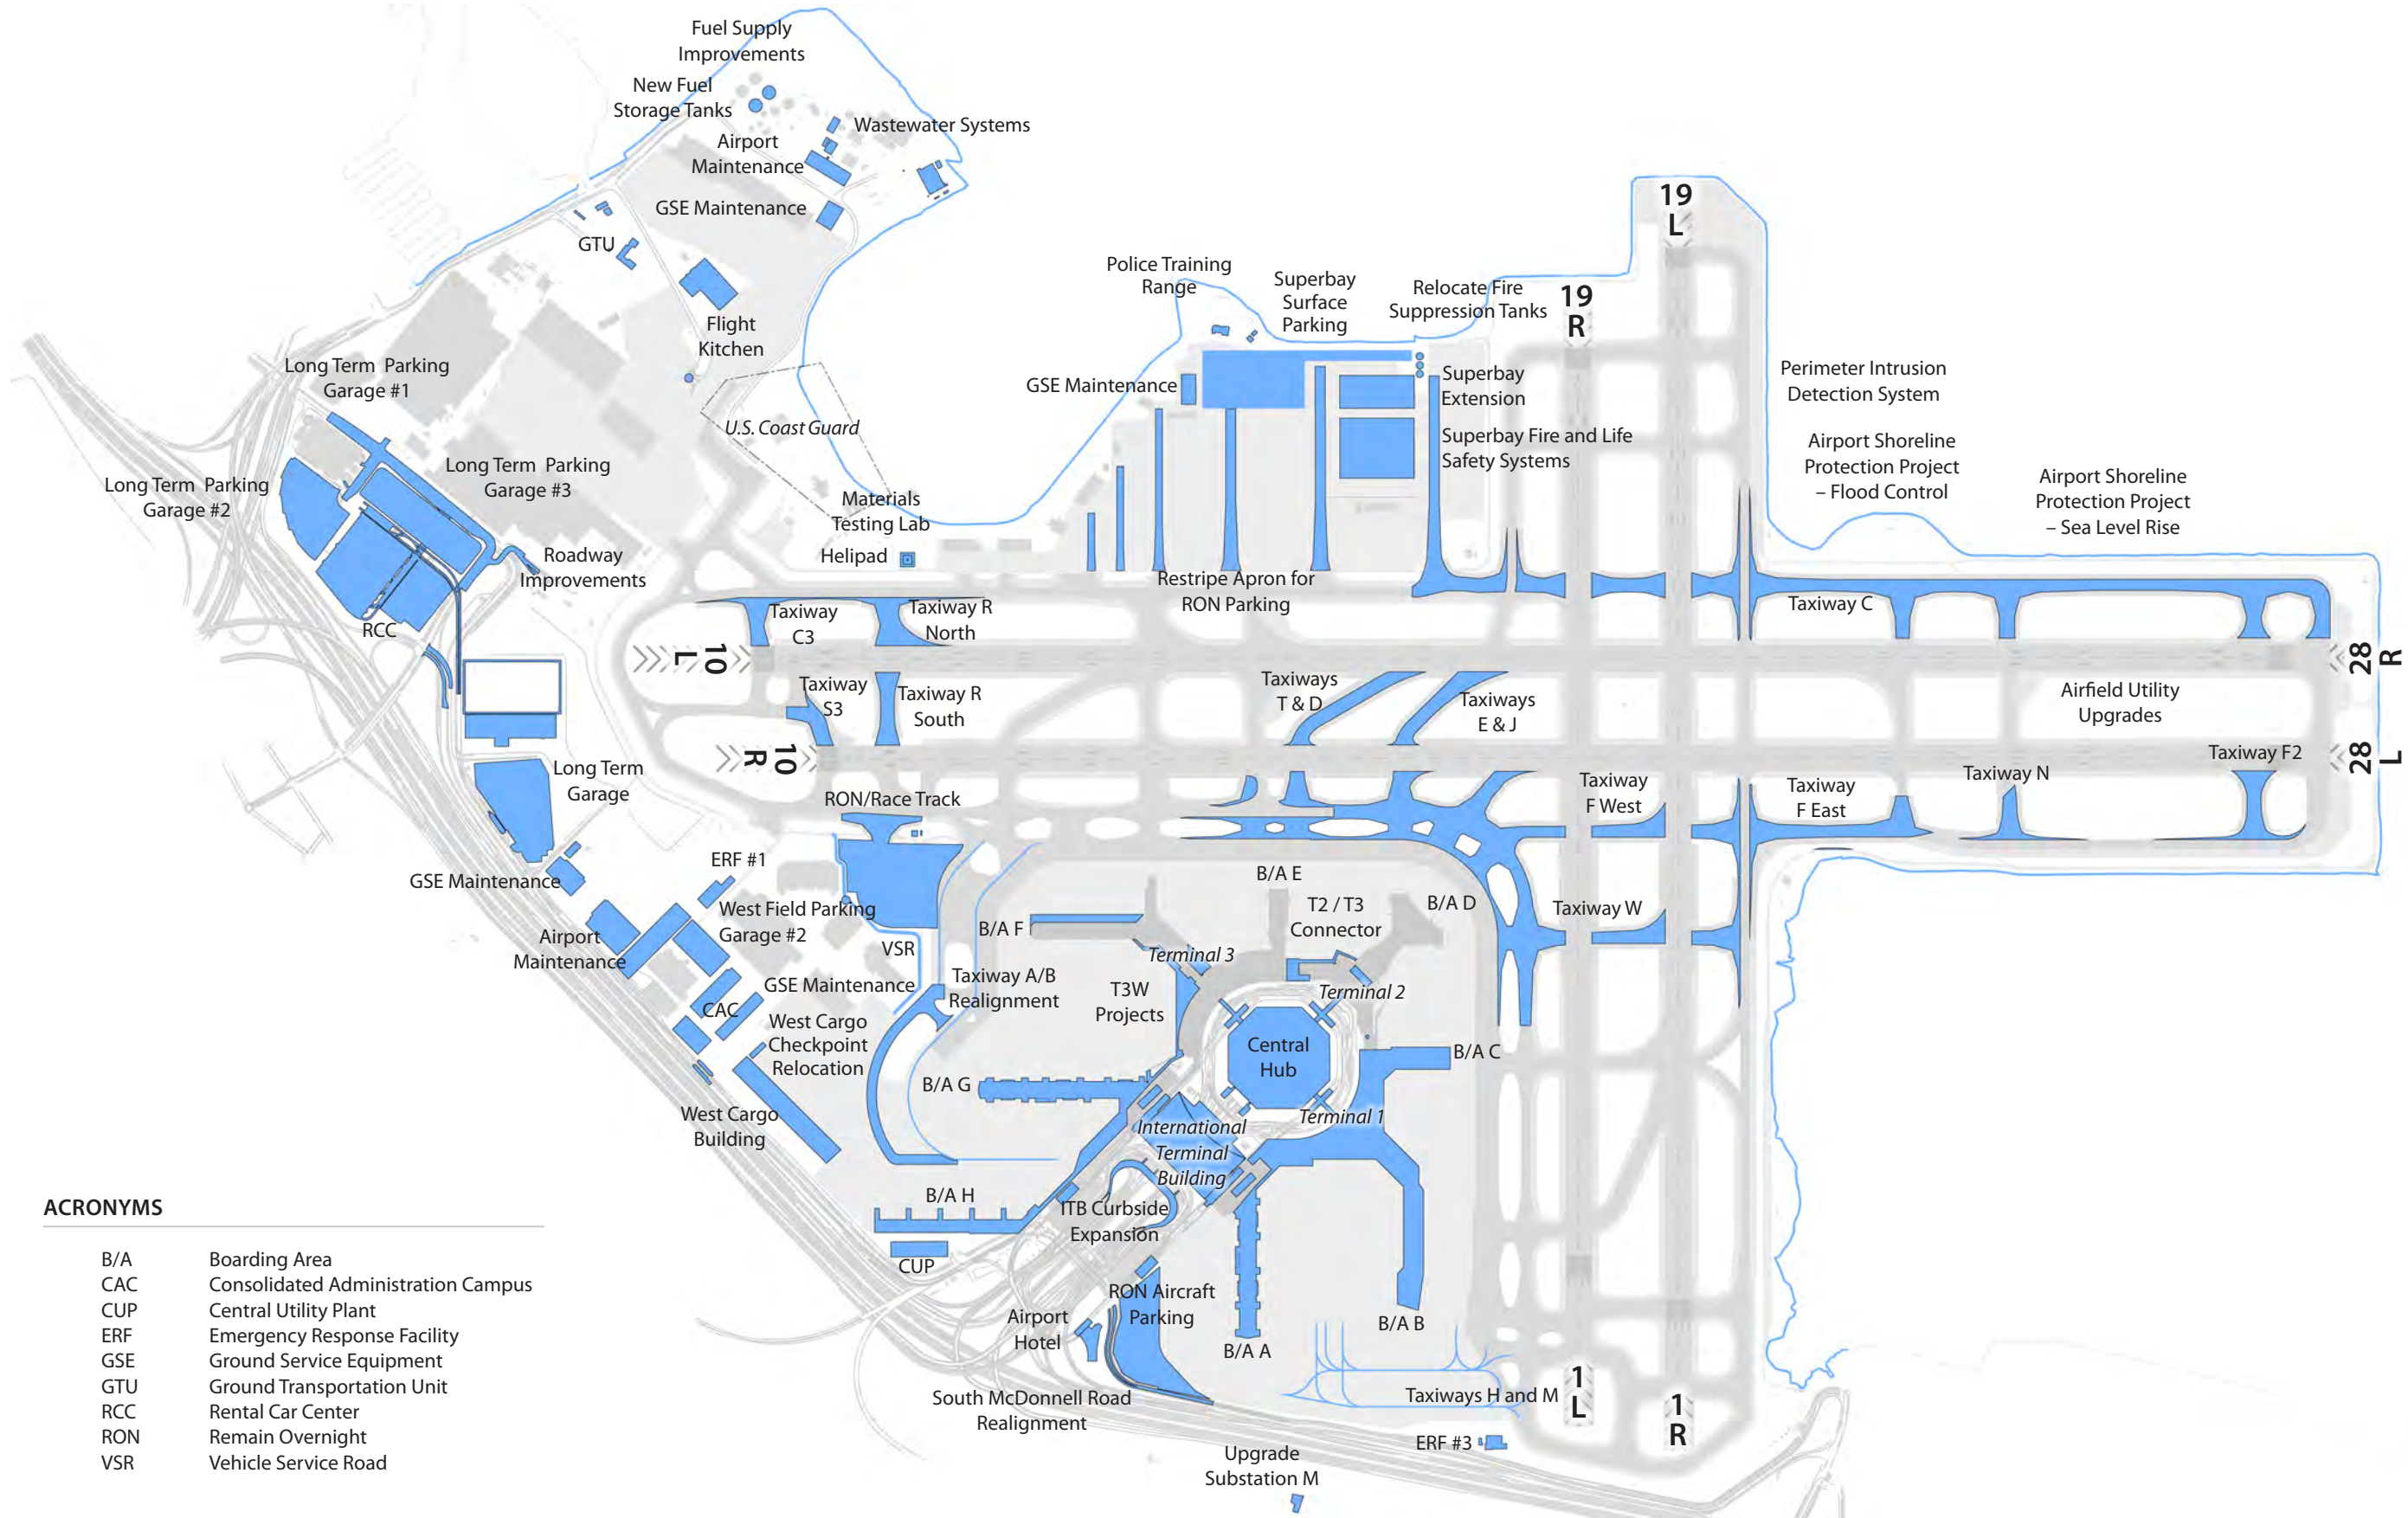 Fuel Supply
Improvements
New Fuel
Storage Tanks
Wastewater Systems
Airport
Maintenance
GSE Maintenance
GTU
Flight
Kitchen
U.S. Coast Guard
Police Training
Range
Superbay
Surface
Parking
Relocate Fire
Suppression Tanks
19
L
19
R
GSE Maintenance
Superbay
Extension
Superbay Fire and Life
Safety Systems
Perimeter Intrusion
Detection System
Airport Shoreline
Protection Project
– Flood Control
Airport Shoreline
Protection Project
– Sea Level Rise
Long Term Parking
Garage #1
Long Term Parking
Garage #2
Long Term Parking
Garage #3
Roadway
Improvements
RCC
Materials
Testing Lab
Helipad
Restripe Apron for
RON Parking
Taxiway
C3
Taxiway R
North
Taxiway C
10
L
28
R
Taxiway
S3
Taxiway R
South
Taxiways
T & D
Taxiways
E & J
Airfield Utility
Upgrades
10
R
28
L
Long Term
Garage
RON/Race Track
Taxiway
F West
Taxiway
F East
Taxiway N
Taxiway F2
GSE Maintenance
ERF #1
West Field Parking
Garage #2
Airport
Maintenance
VSR
CAC
GSE Maintenance
Taxiway A/B
Realignment
West Cargo
Checkpoint
Relocation
West Cargo
Building
B/A F
B/A E
T2 / T3
Connector
B/A D
Taxiway W
Terminal 3
T3W
Projects
Terminal 2
Central
Hub
B/A C
B/A G
Terminal 1
International
Terminal
Building
B/A H
ITB Curbside
Expansion
CUP
RON Aircraft
Parking
Airport
Hotel
B/A A
B/A B
South McDonnell Road
Realignment
Taxiways H and M
1
L
1
R
ERF #3
Upgrade
Substation M
ACRONYMS
B/A Boarding Area
CAC Consolidated Administration Campus
CUP Central Utility Plant
ERF Emergency Response Facility
GSE Ground Service Equipment
GTU Ground Transportation Unit
RCC Rental Car Center
RON Remain Overnight
VSR Vehicle Service Road